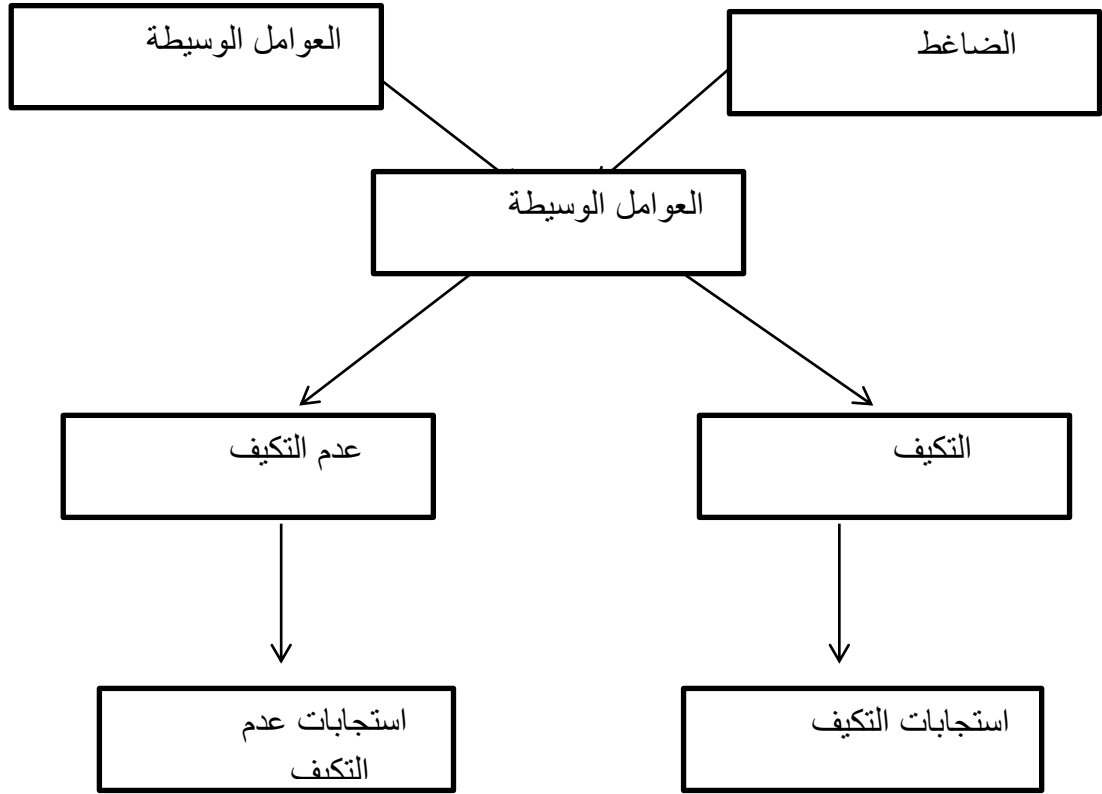 الضاغط
العوامل الوسيطة
العوامل الوسيطة
التكيف
عدم التكيف
استجابات التكيف
استجابات عدم
التكيف